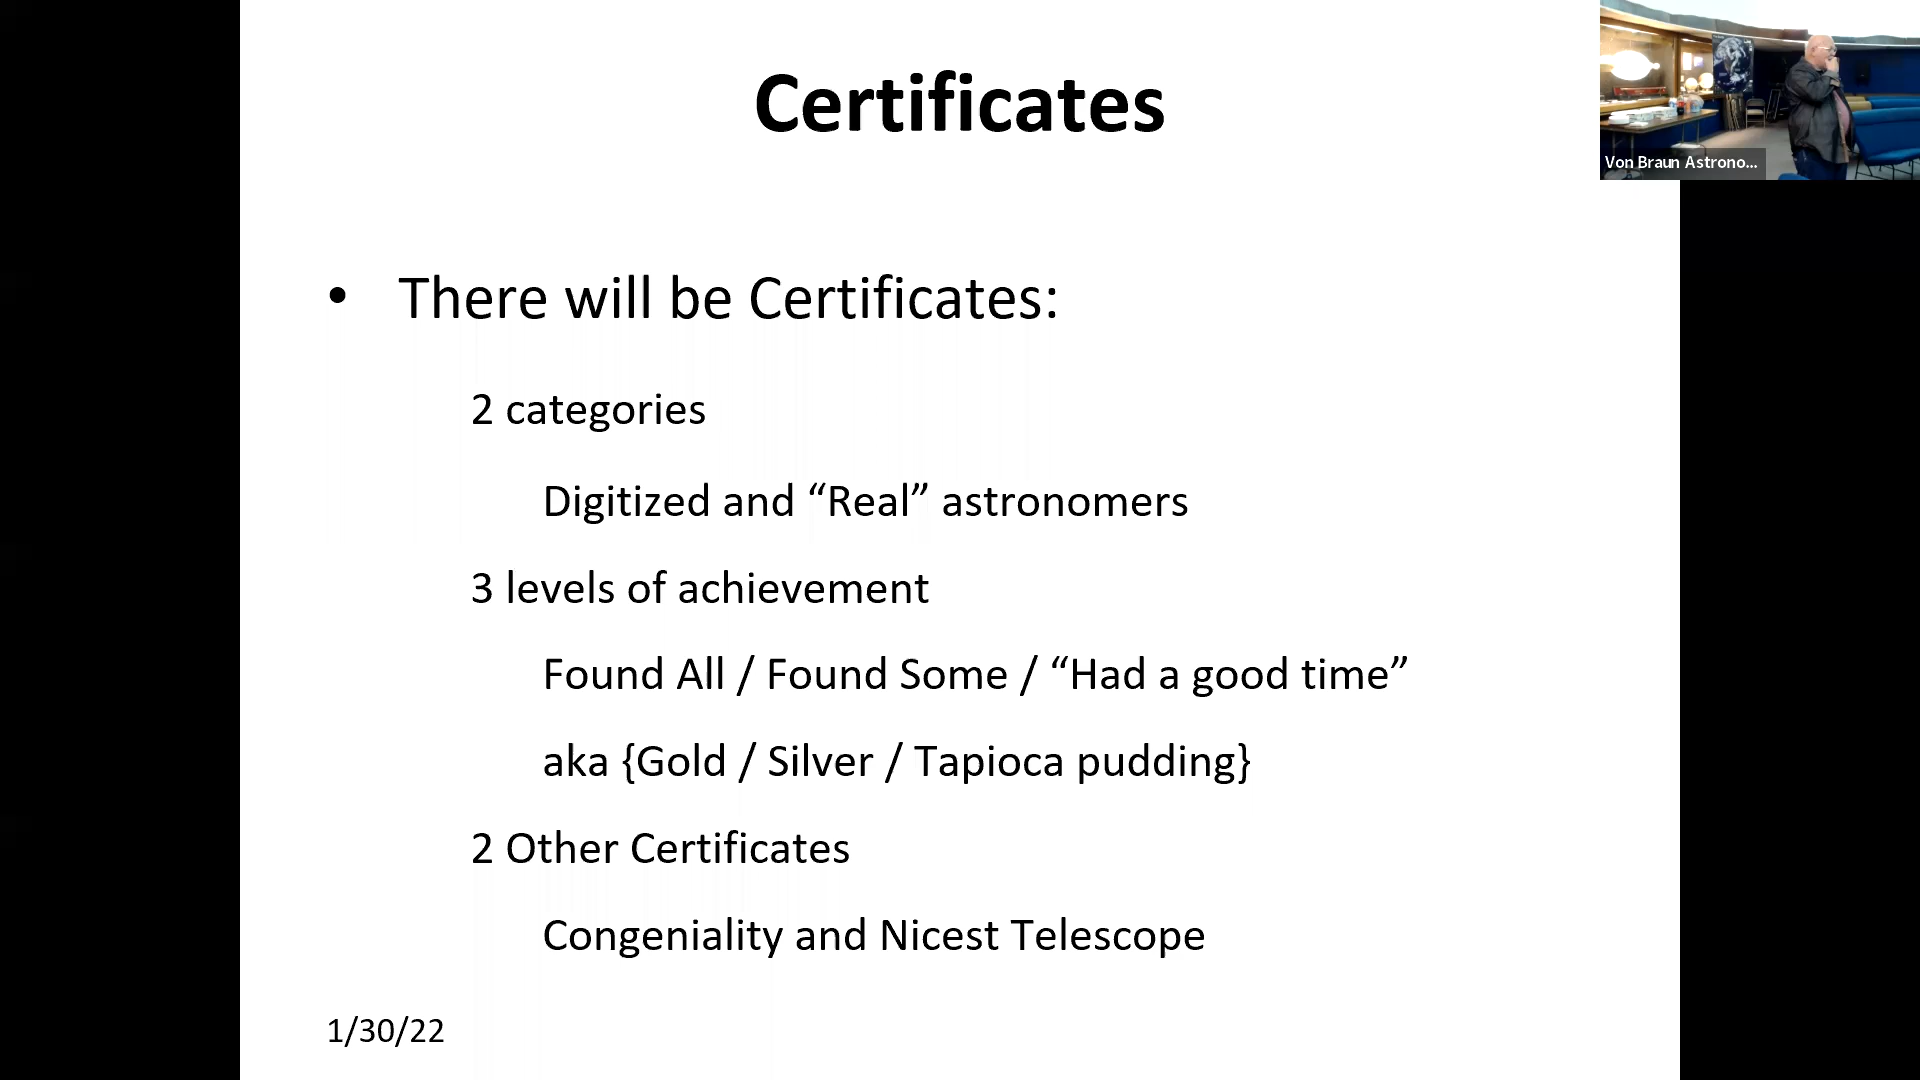 Certificates
Von Braun Astrono...
• There will be Certificates:
2 categories
Digitized and “Real” astronomers
3 levels of achievement
Found All / Found Some / “Had a good time”
aka {Gold / Silver / Tapioca pudding}
2 Other Certificates
Congeniality and Nicest Telescope
1/30/22